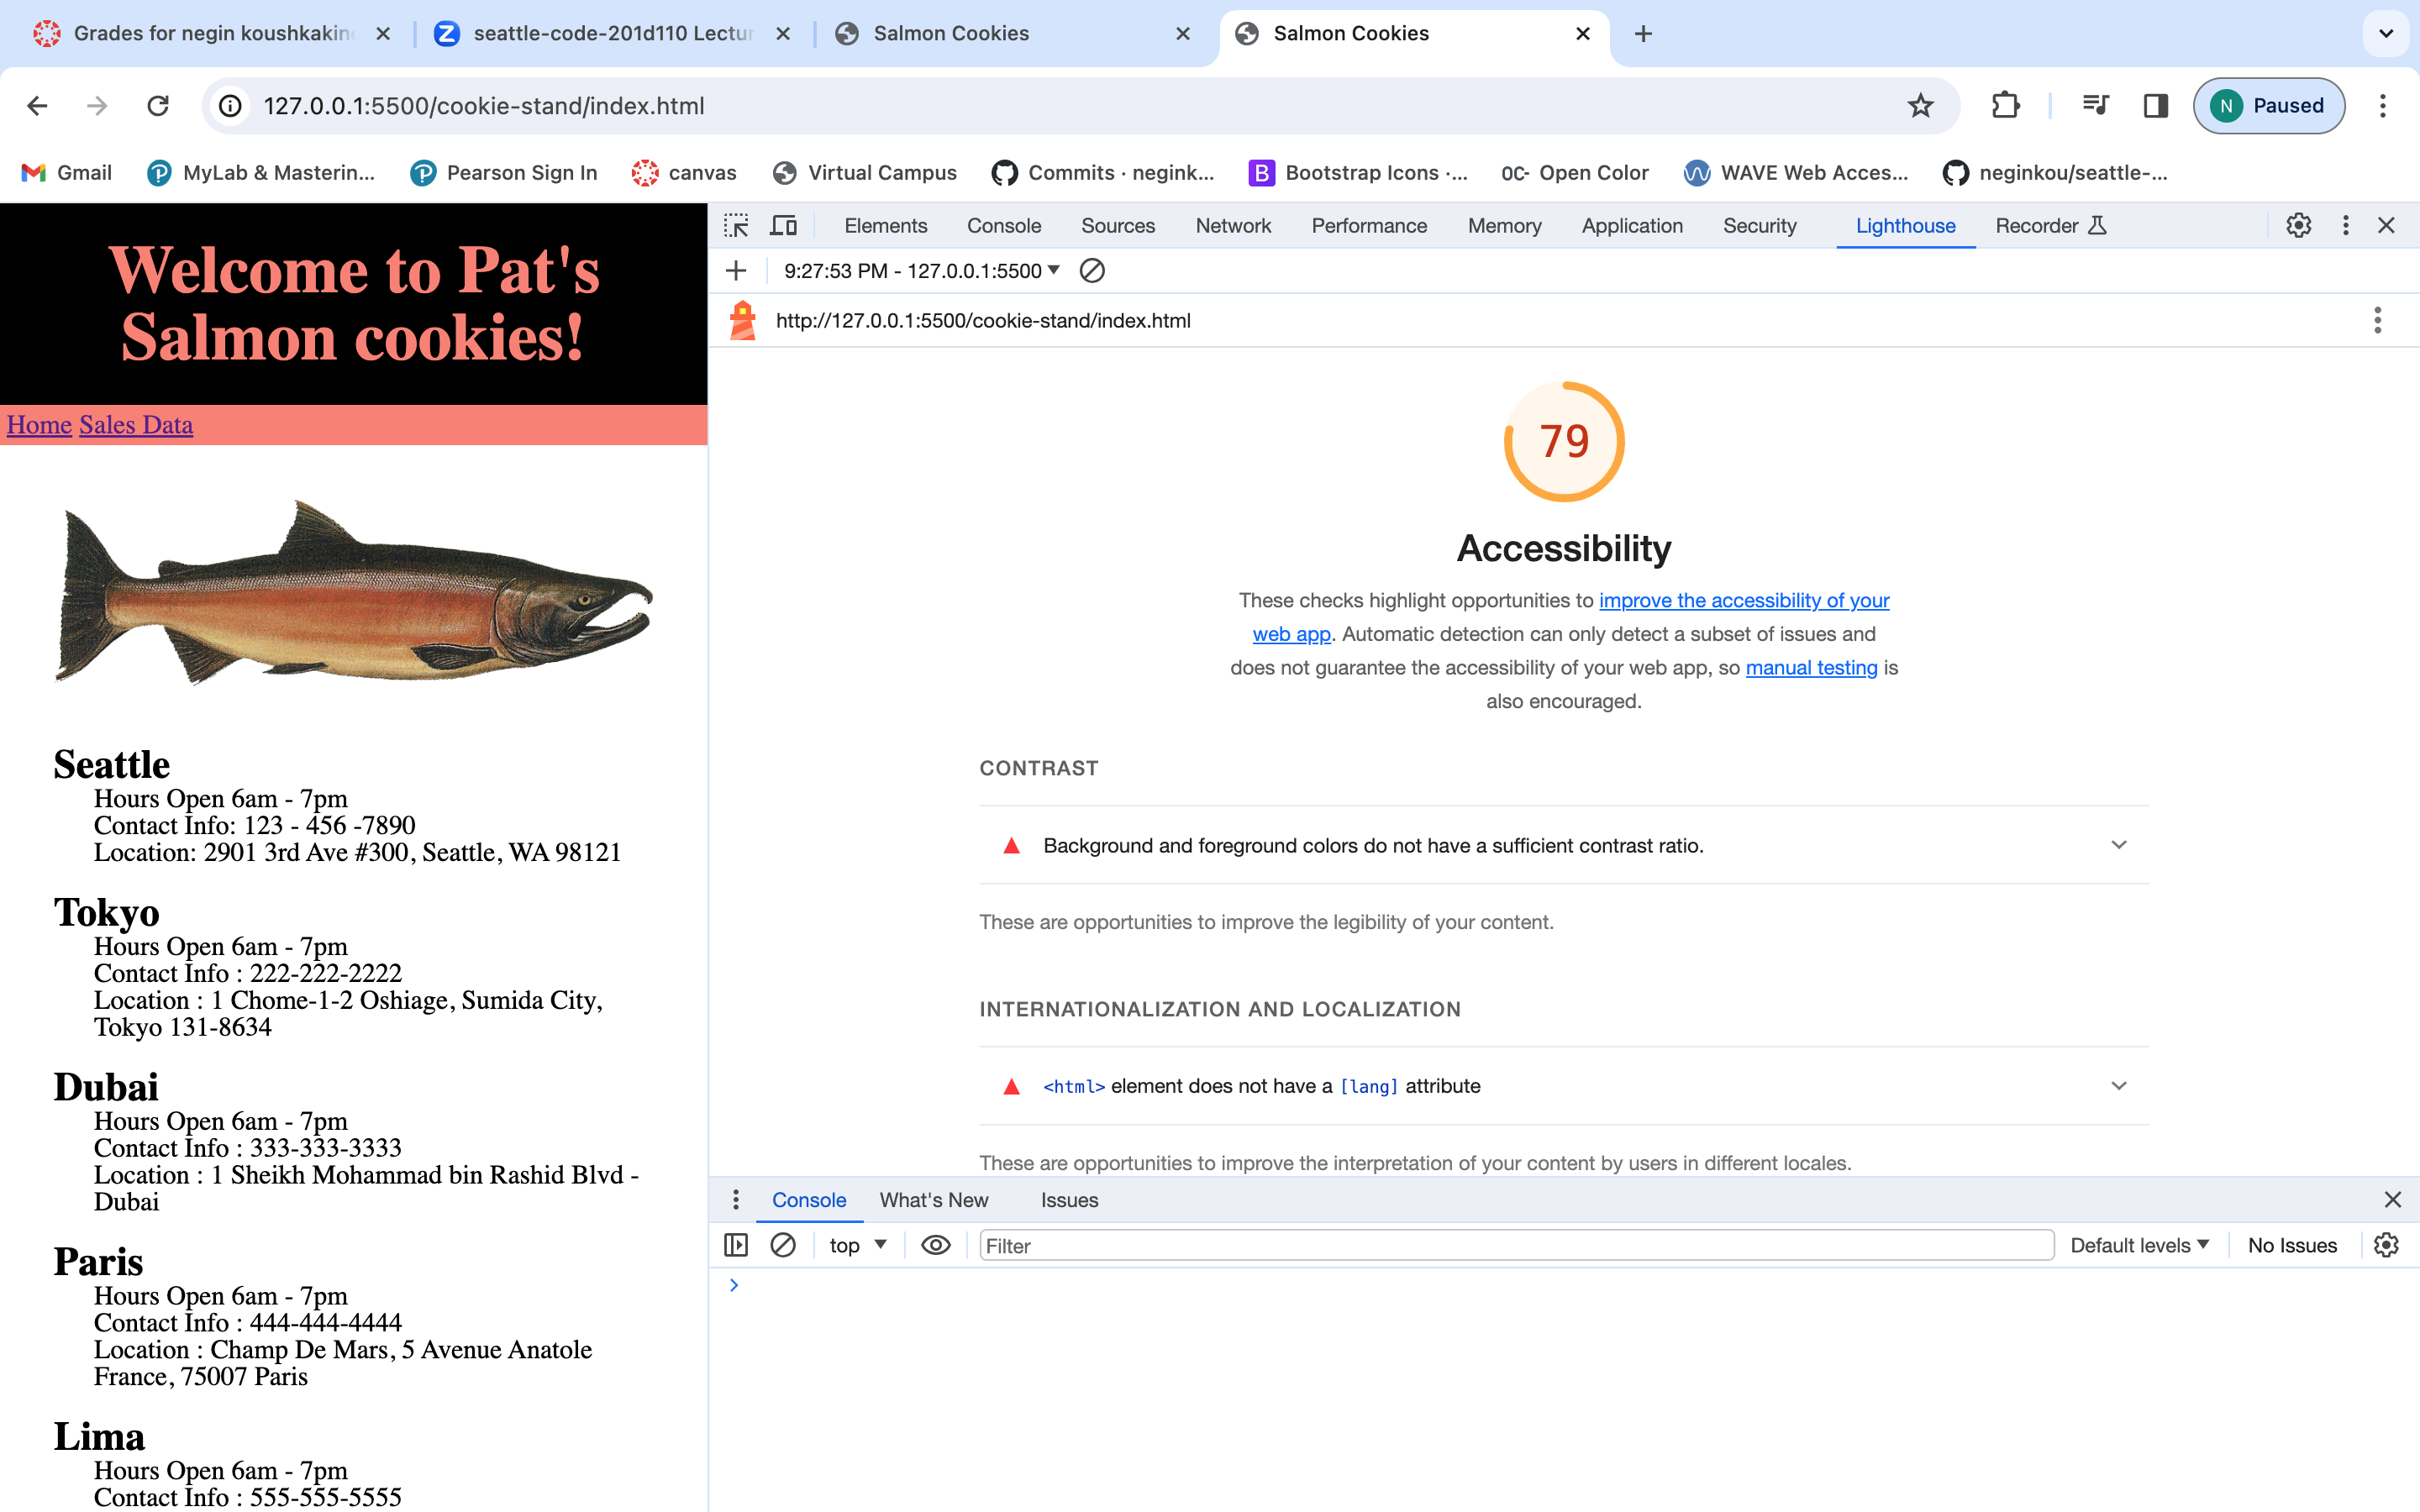 Grades for negin koushkakin
seattle-code-201d110 Lectur
Salmon Cookies
Salmon Cookies
127.0.0.1:5500/cookie-stand/index.html
N Paused
Gmail
MyLab & Masterin...
Pearson Sign In
canvas
Virtual Campus
Commits · negink...
Bootstrap Icons ·...
OC- Open Color
WAVE Web Acces...
neginkou/seattle-...
Welcome to Pat's
Salmon cookies!
Home Sales Data
Seattle
Hours Open 6am - 7pm
Contact Info: 123 - 456 -7890
Location: 2901 3rd Ave #300, Seattle, WA 98121
Tokyo
Hours Open 6am - 7pm
Contact Info : 222-222-2222
Location : 1 Chome-1-2 Oshiage, Sumida City,
Tokyo 131-8634
Dubai
Hours Open 6am - 7pm
Contact Info : 333-333-3333
Location : 1 Sheikh Mohammad bin Rashid Blvd -
Dubai
Paris
Hours Open 6am - 7pm
Contact Info : 444-444-4444
Location : Champ De Mars, 5 Avenue Anatole
France, 75007 Paris
Lima
Hours Open 6am - 7pm
Contact Info : 555-555-5555
Elements Console Sources Network Performance Memory Application Security Lighthouse Recorder
9:27:53 PM - 127.0.0.1:5500
http://127.0.0.1:5500/cookie-stand/index.html
79
Accessibility
These checks highlight opportunities to improve the accessibility of your
web app. Automatic detection can only detect a subset of issues and
does not guarantee the accessibility of your web app, so manual testing is
also encouraged.
CONTRAST
Background and foreground colors do not have a sufficient contrast ratio.
These are opportunities to improve the legibility of your content.
INTERNATIONALIZATION AND LOCALIZATION
<html> element does not have a [lang] attribute
These are opportunities to improve the interpretation of your content by users in different locales.
Console What's New Issues
top Filter Default levels No Issues